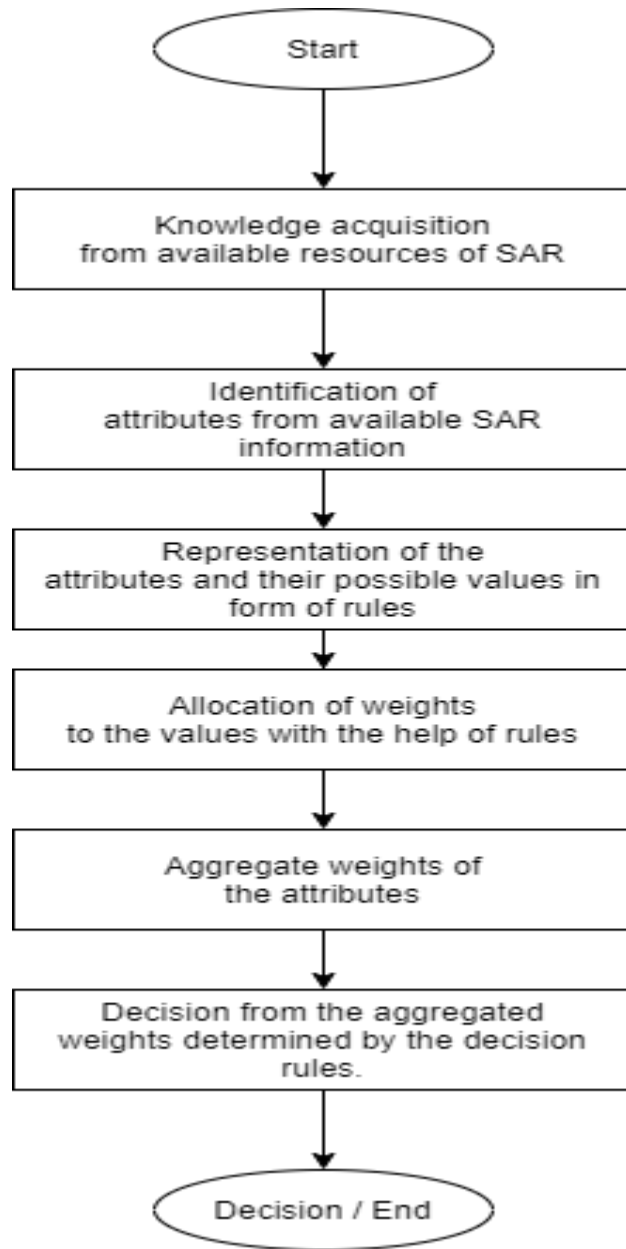 Start
Knowledge acquisition
from available resources of SAR
Identification of
attributes from available SAR
information
Representation of the
attributes and their possible values in
form of rules
Allocation of weights
to the values with the help of rules
Aggregate weights of
the attributes
Decision from the aggregated
weights determined by the decision
rules.
Decision / End